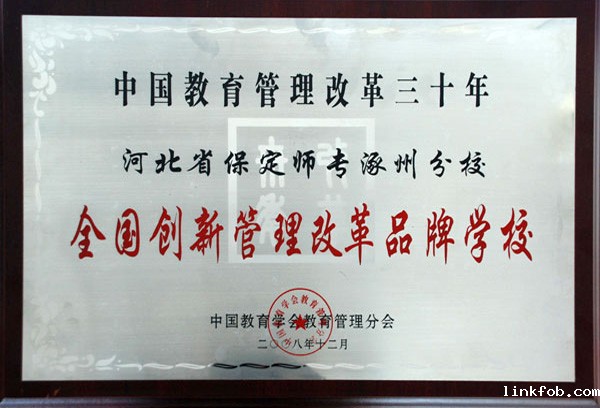 中国教育管理改革三十年
河北省保定师专涿州分校
全国创新管理改革品牌学校
中国教育学会教育管理分会
二〇〇八年十二月
linkfob.com